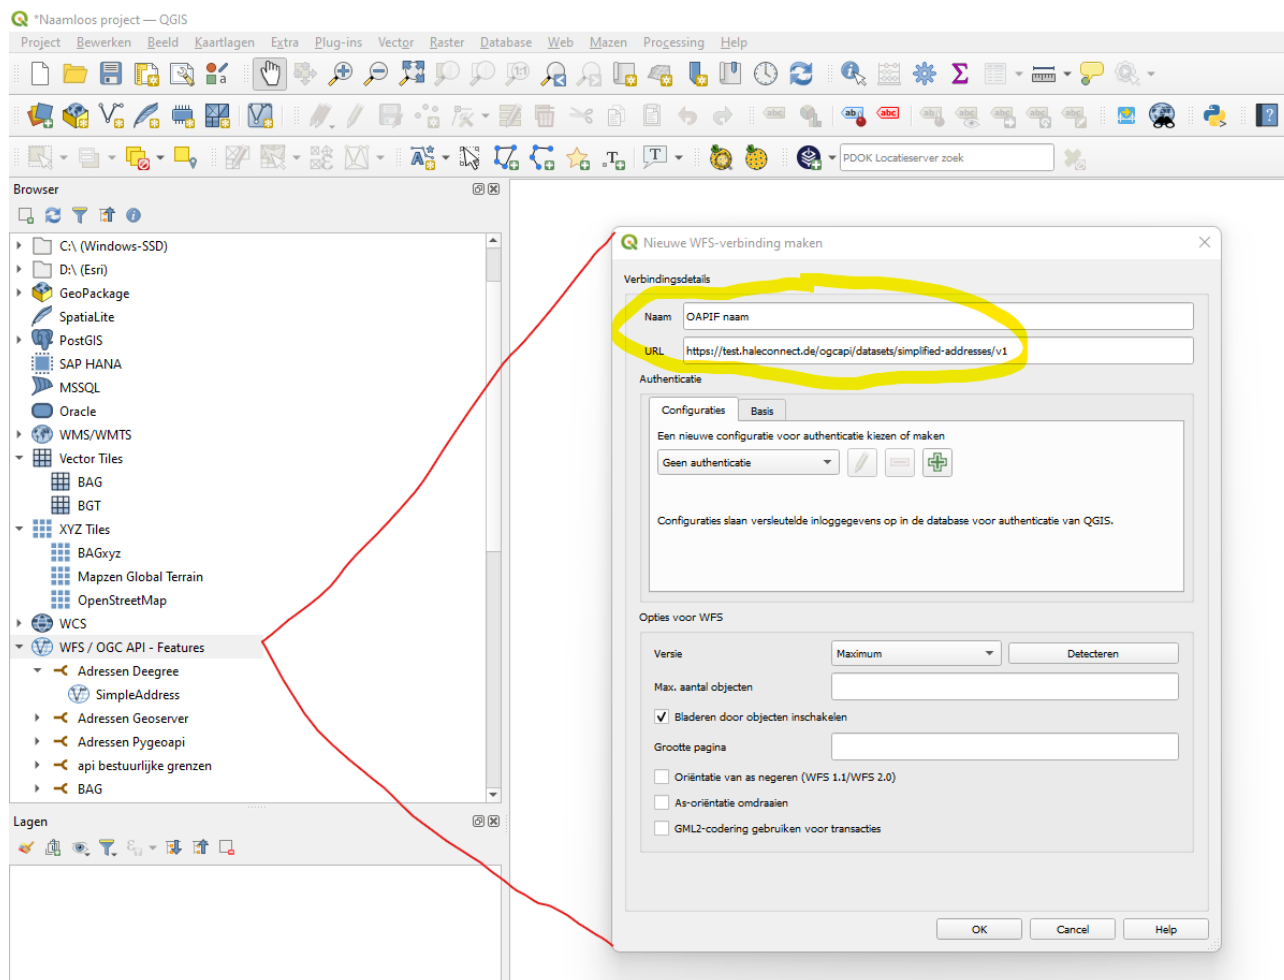 *Naamloos project — QGIS
Project Bewerken Beeld Kaartlagen Extra Plug-ins Vector Raster Database Web Mazen Processing Help
PDOK Locatieserver zoek
Browser
C:\ (Windows-SSD)
D:\ (Esri)
GeoPackage
SpatiaLite
PostGIS
SAP HANA
MSSQL
Oracle
WMS/WMTS
Vector Tiles
BAG
BGT
XYZ Tiles
BAGxyz
Mapzen Global Terrain
OpenStreetMap
WCS
WFS / OGC API - Features
Adressen Deegree
SimpleAddress
Adressen Geoserver
Adressen Pygeoapi
api bestuurlijke grenzen
BAG
Lagen
Nieuwe WFS-verbinding maken
Verbindingsdetails
Naam OAPIF naam
URL https://test.haleconnect.de/ogcapi/datasets/simplified-addresses/v1
Authenticatie
Configuraties Basis
Een nieuwe configuratie voor authenticatie kiezen of maken
Geen authenticatie
Configuraties slaan versleutelde inloggegevens op in de database voor authenticatie van QGIS.
Opties voor WFS
Versie Maximum Detecteren
Max. aantal objecten
Bladeren door objecten inschakelen
Grootte pagina
Oriëntatie van as negeren (WFS 1.1/WFS 2.0)
As-oriëntatie omdraaien
GML2-codering gebruiken voor transacties
OK Cancel Help